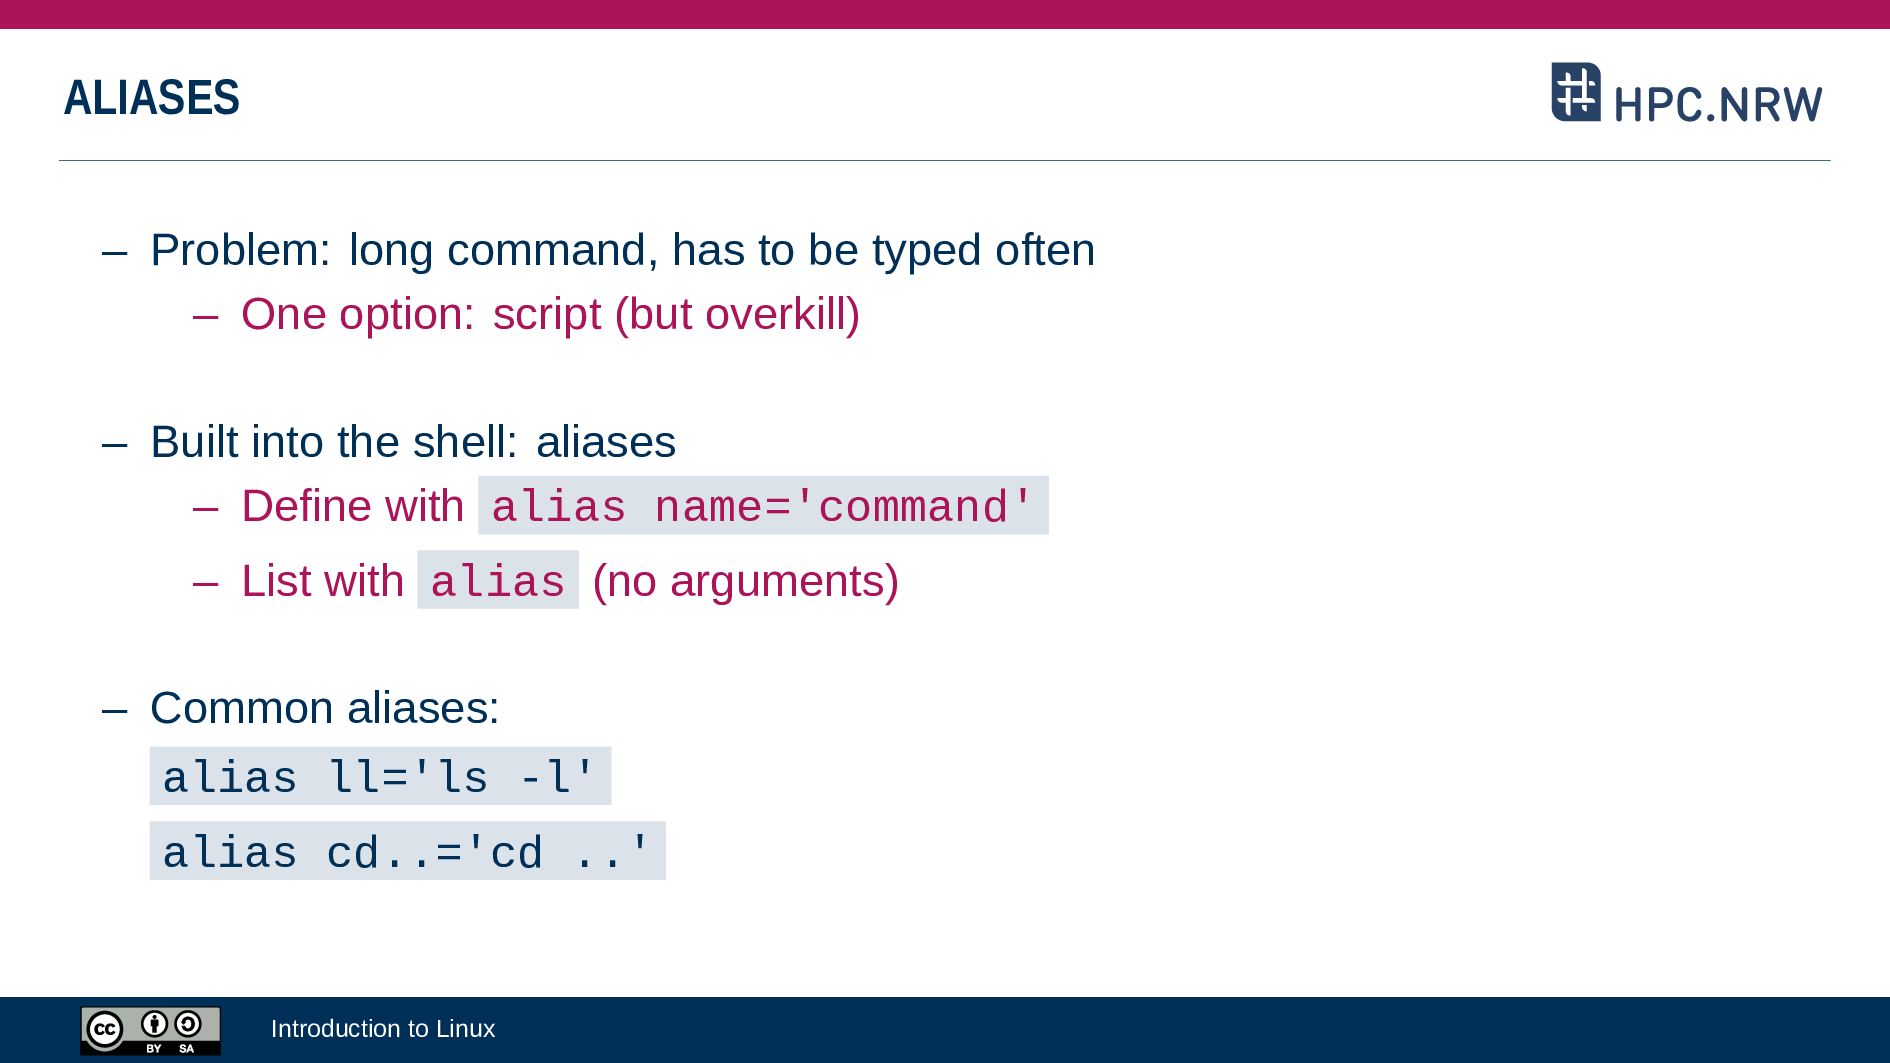 ALIASES
HPC.NRW
– Problem: long command, has to be typed often
– One option: script (but overkill)
– Built into the shell: aliases
– Define with alias name='command'
– List with alias (no arguments)
– Common aliases:
alias ll='ls -l'
alias cd..='cd ..'
cc
BY SA
Introduction to Linux